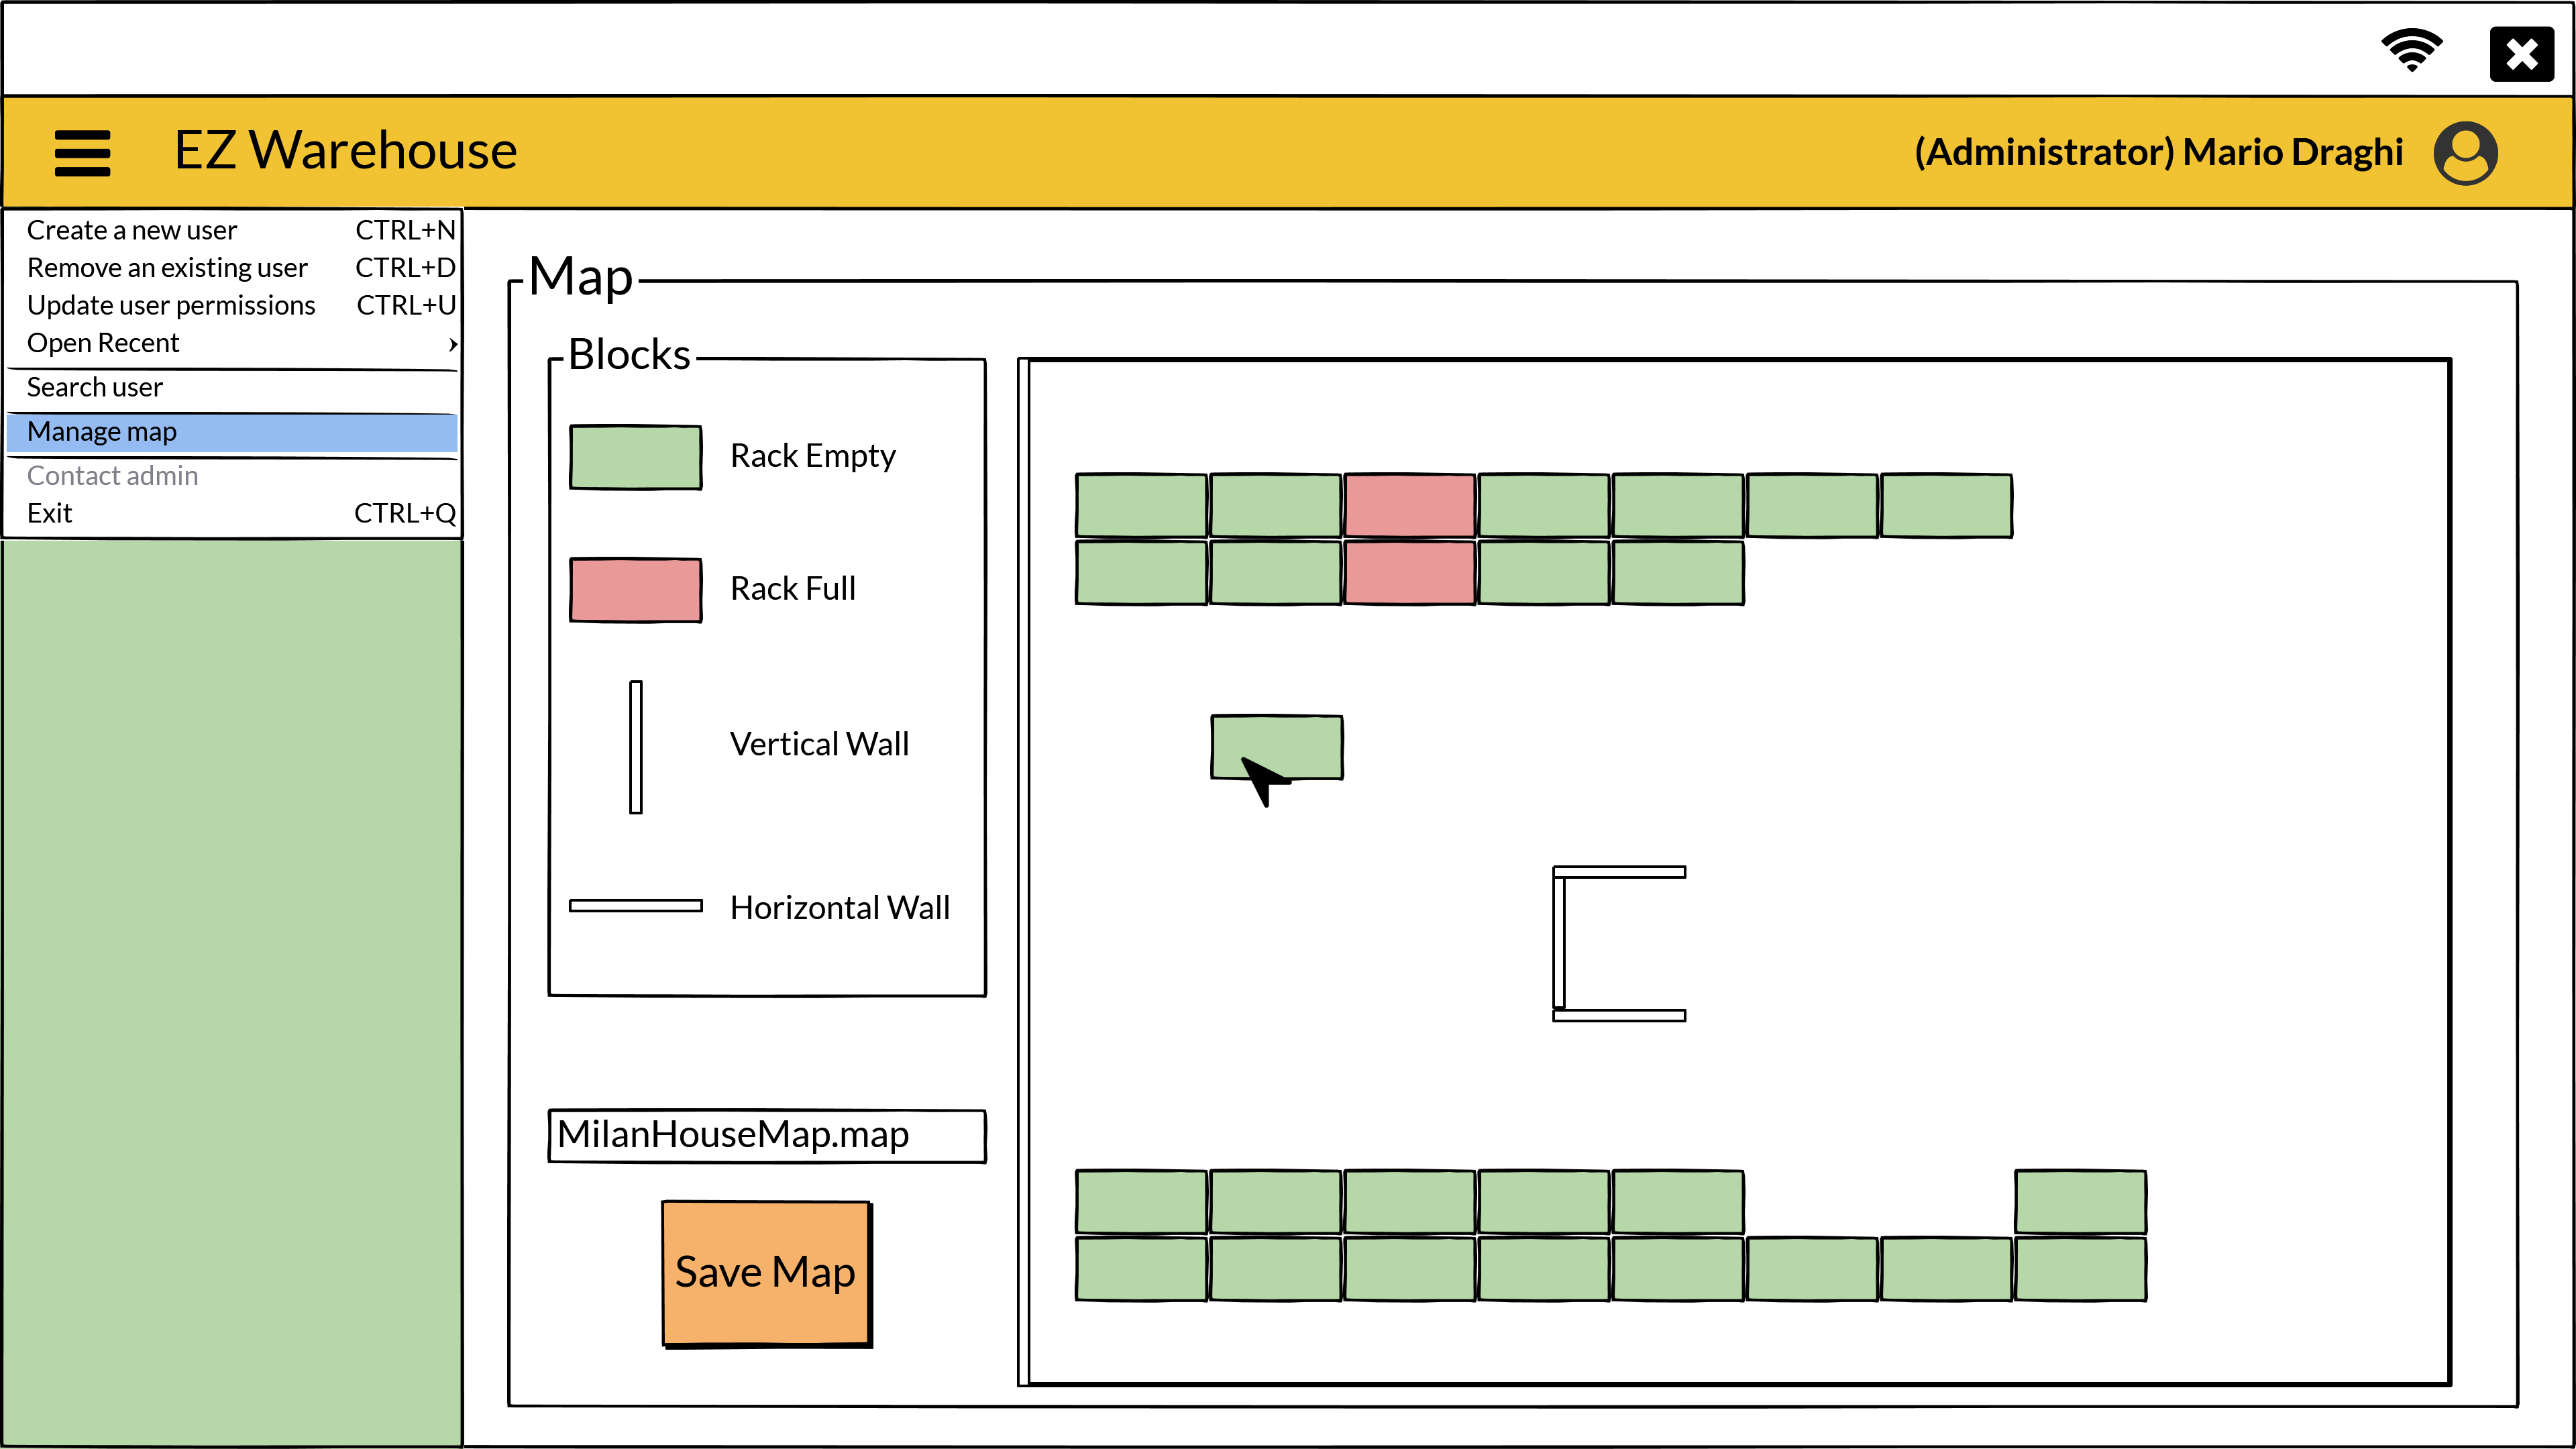 EZ Warehouse
(Administrator) Mario Draghi
Create a new user CTRL+N
Remove an existing user CTRL+D
Update user permissions CTRL+U
Open Recent
Search user
Manage map
Contact admin
Exit CTRL+Q
Map
Blocks
Rack Empty
Rack Full
Vertical Wall
Horizontal Wall
MilanHouseMap.map
Save Map